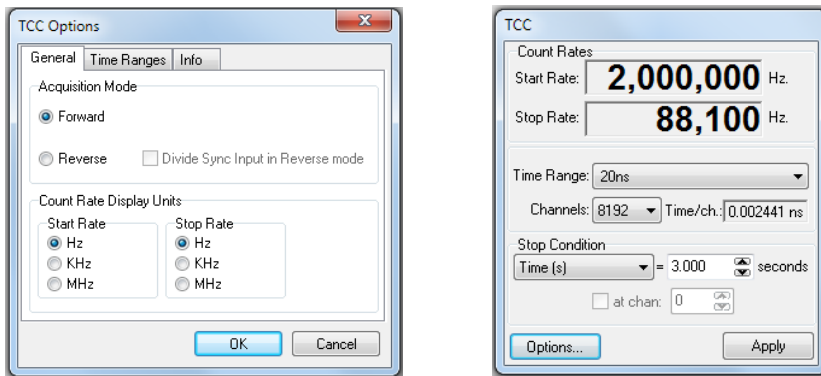 TCC Options
General Time Ranges Info
Acquisition Mode
Forward
Reverse Divide Sync Input in Reverse mode
Count Rate Display Units
Start Rate Stop Rate
Hz Hz
KHz KHz
MHz MHz
OK Cancel
TCC
Count Rates
Start Rate: 2,000,000 Hz.
Stop Rate: 88,100 Hz.
Time Range: 20ns
Channels: 8192 Time/ch.: 0.002441 ns
Stop Condition
Time (s) = 3.000 seconds
at chan: 0
Options... Apply